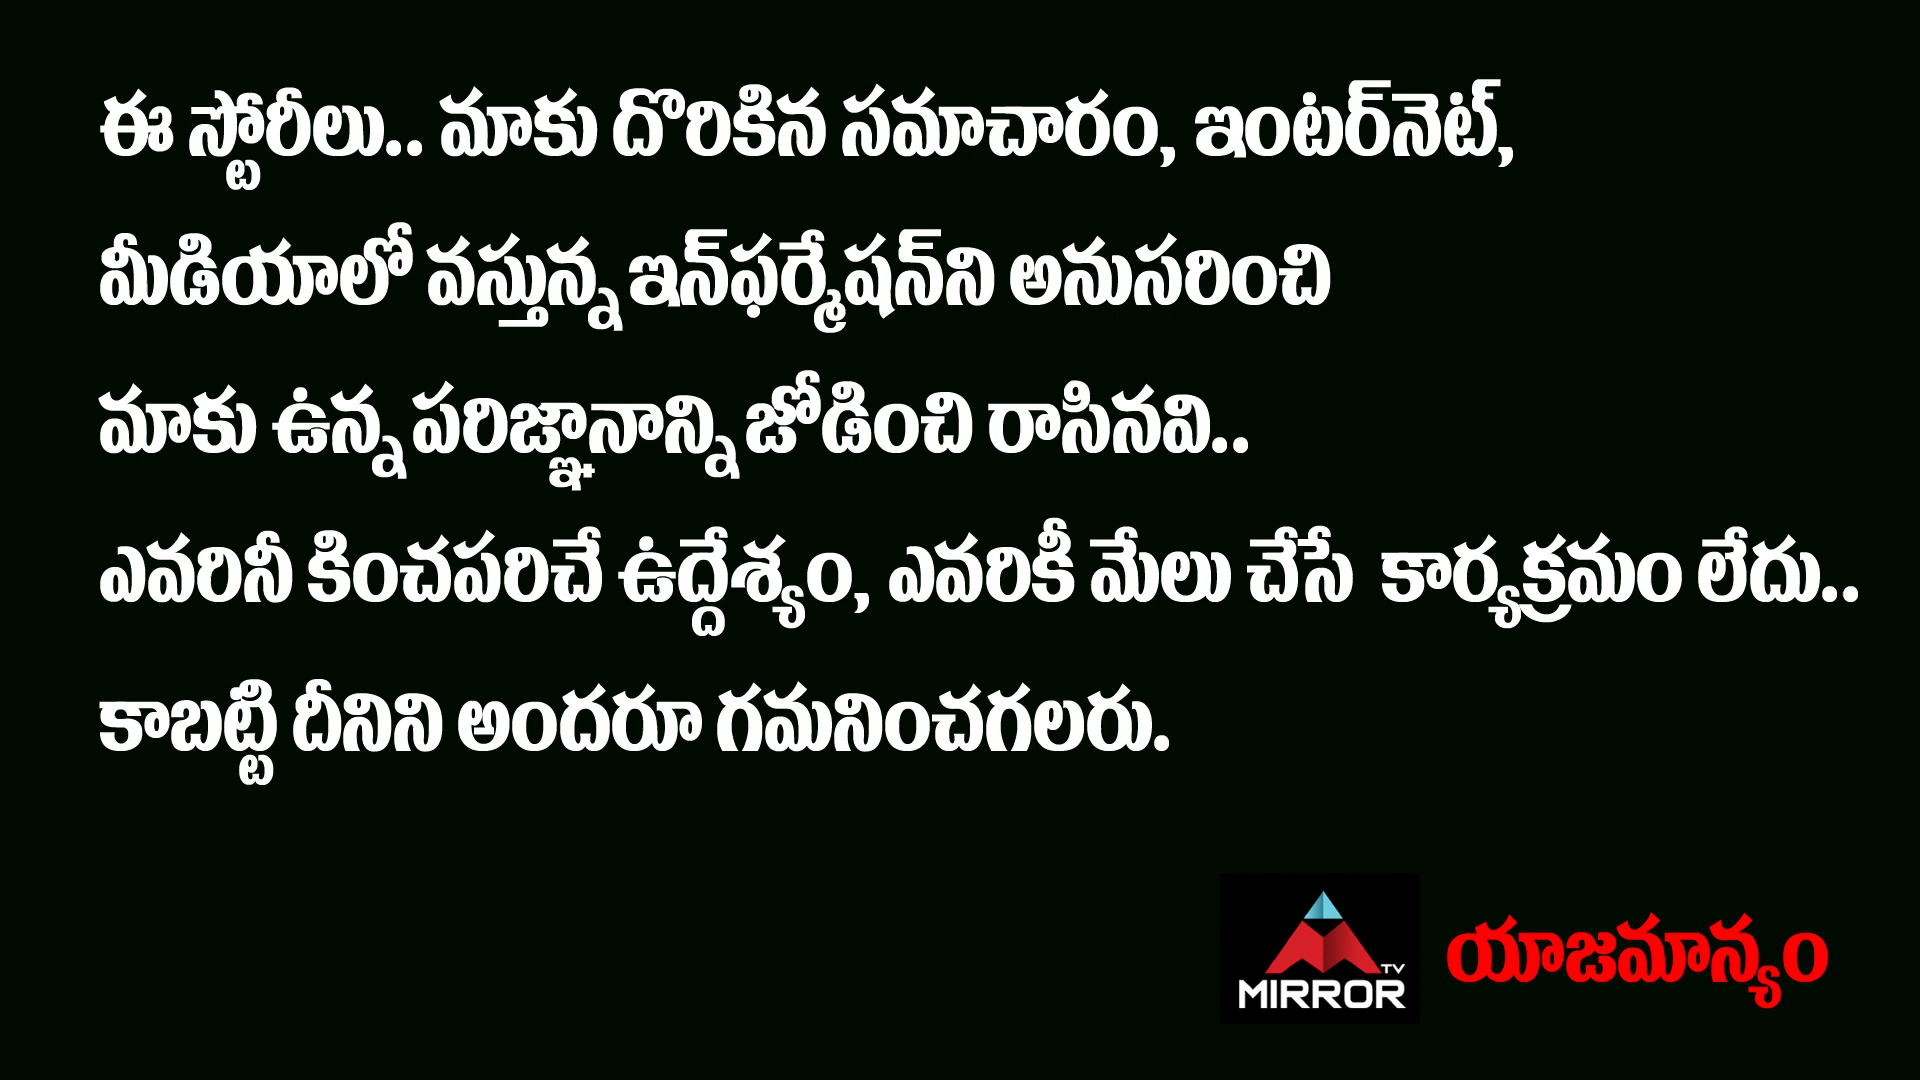 ఈ స్టోరీలు.. మాకు దొరికిన సమాచారం, ఇంటర్‌నెట్,
మీడియాలో వస్తున్న ఇన్‌ఫర్మేషన్‌ని అనుసరించి
మాకు ఉన్న పరిజ్ఞానాన్ని జోడించి రాసినవి..
ఎవరినీ కించపరిచే ఉద్దేశ్యం, ఎవరికీ మేలు చేసే కార్యక్రమం లేదు..
కాబట్టి దీనిని అందరూ గమనించగలరు.
TV
MIRROR
యాజమాన్యం